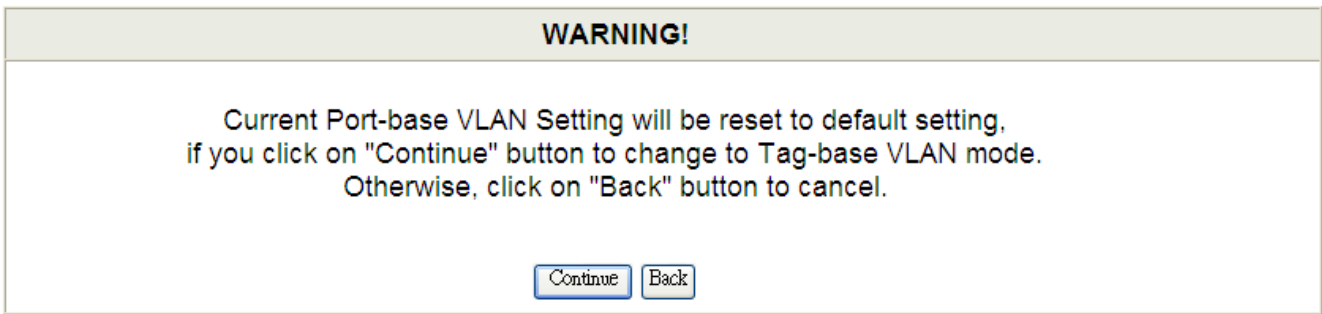 WARNING!
Current Port-base VLAN Setting will be reset to default setting,
if you click on "Continue" button to change to Tag-base VLAN mode.
Otherwise, click on "Back" button to cancel.
Continue Back